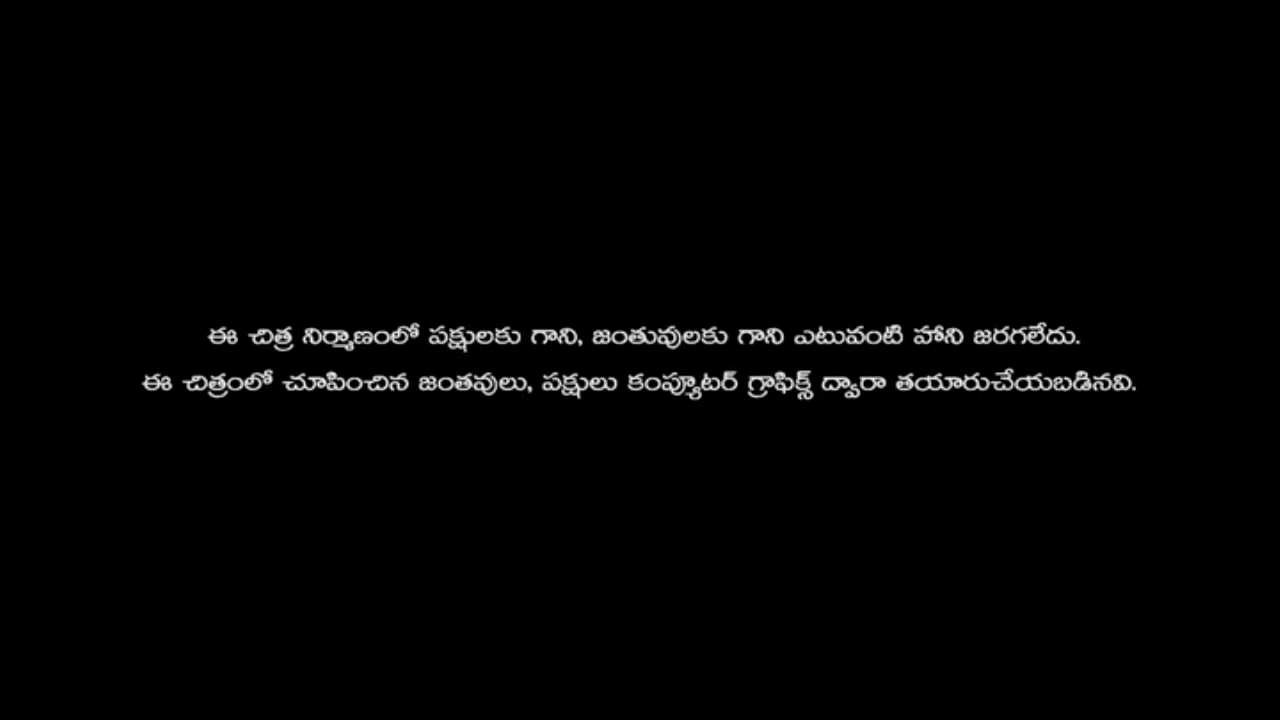 ఈ చిత్ర నిర్మాణంలో పక్షులకు గాని, జంతువులకు గాని ఎటువంటి హాని జరగలేదు.
ఈ చిత్రంలో చూపించిన జంతవులు, పక్షులు కంప్యూటర్ గ్రాఫిక్స్ ద్వారా తయారుచేయబడినవి.